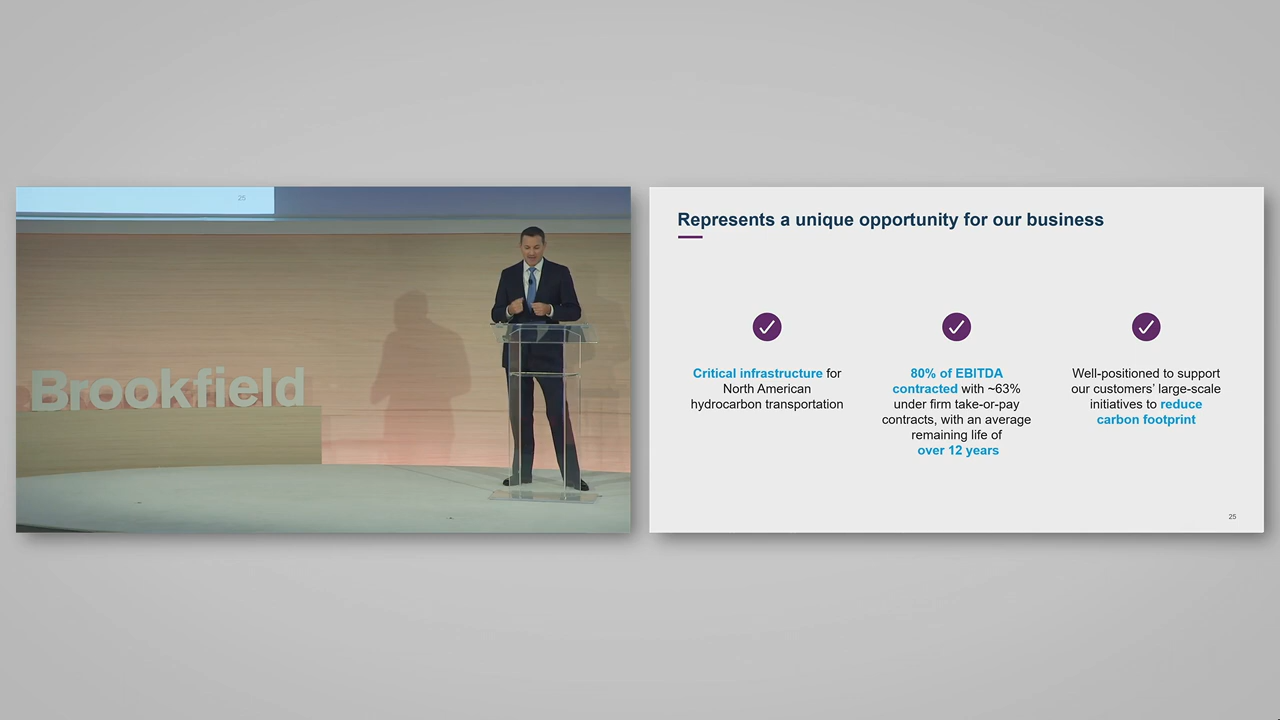 25
Brookfield
Represents a unique opportunity for our business
Critical infrastructure for
North American
hydrocarbon transportation
80% of EBITDA
contracted with ~63%
under firm take-or-pay
contracts, with an average
remaining life of
over 12 years
Well-positioned to support
our customers' large-scale
initiatives to reduce
carbon footprint
25